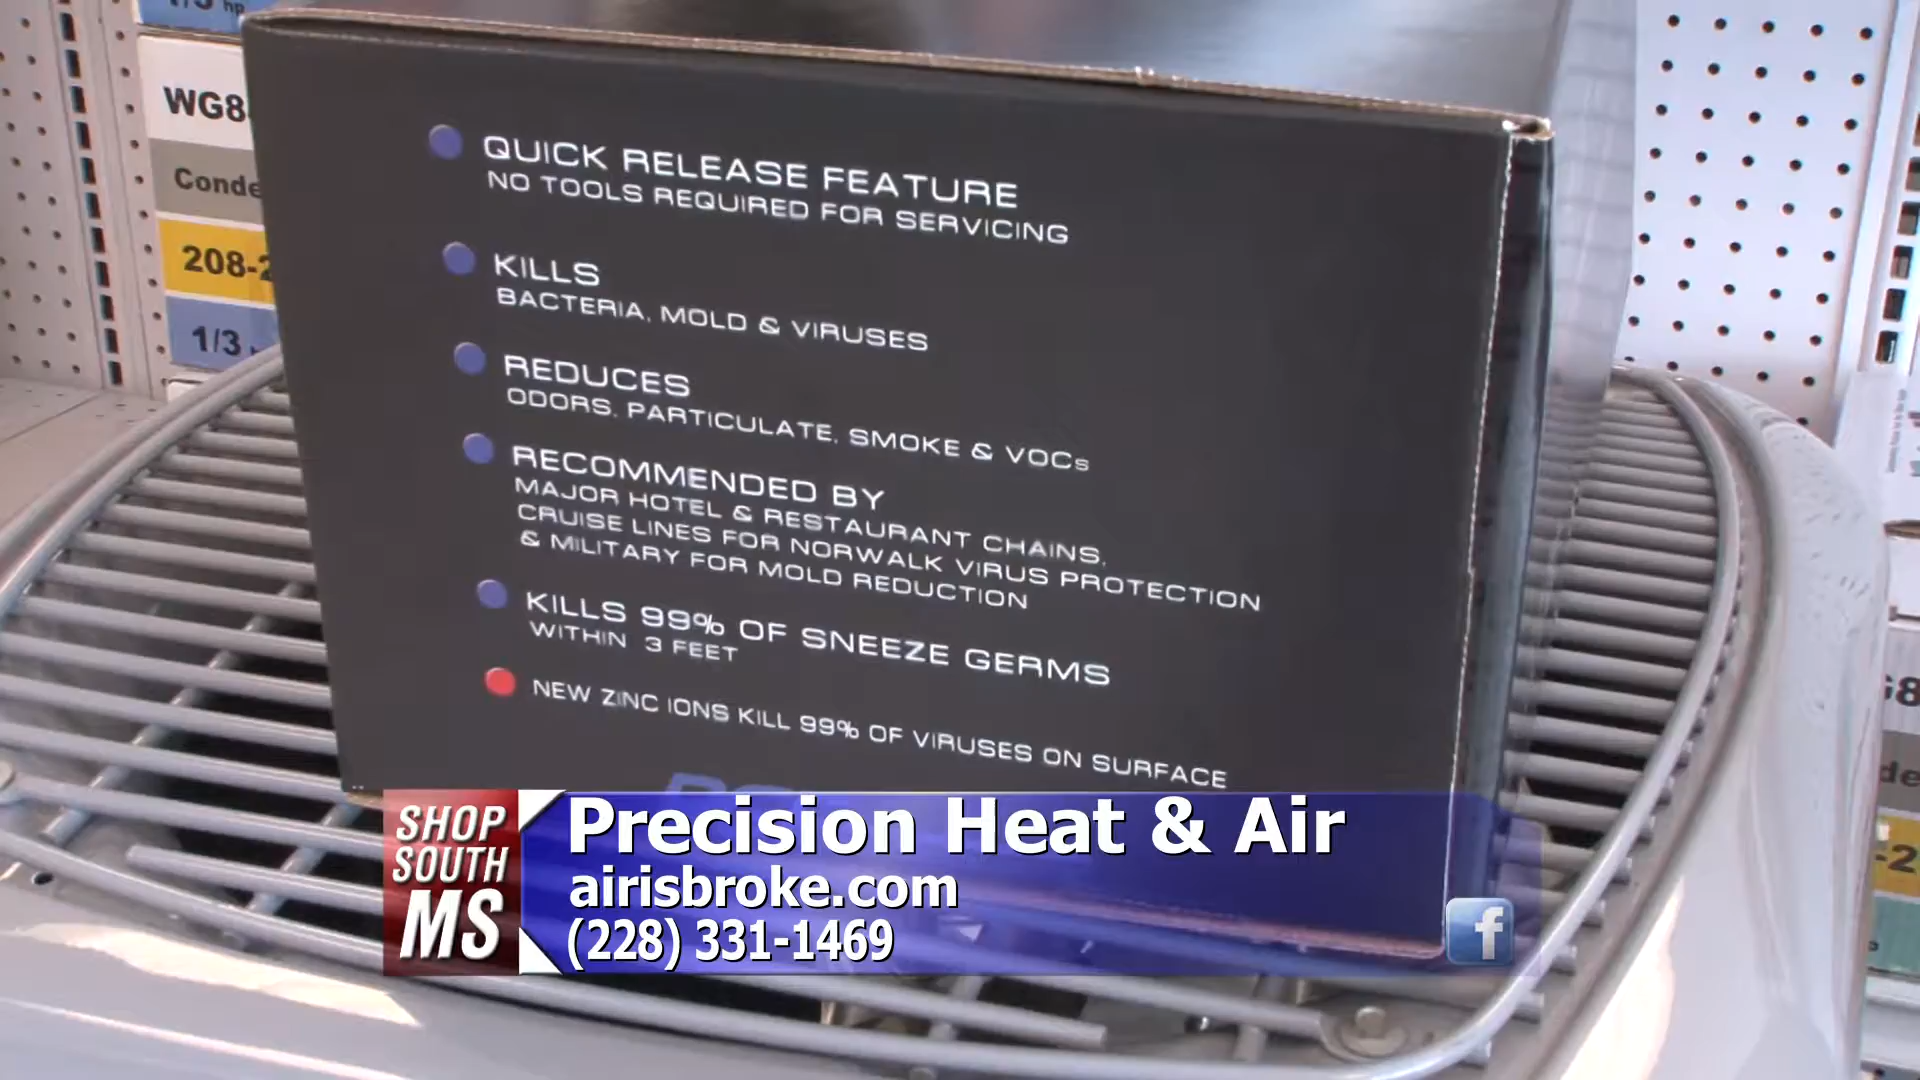 1/3 hp
WG8
Conde
208-2
1/3
QUICK RELEASE FEATURE
NO TOOLS REQUIRED FOR SERVICING
KILLS
BACTERIA, MOLD & VIRUSES
REDUCES
ODORS, PARTICULATE, SMOKE & VOCs
RECOMMENDED BY
MAJOR HOTEL & RESTAURANT CHAINS,
CRUISE LINES FOR NORWALK VIRUS PROTECTION
& MILITARY FOR MOLD REDUCTION
KILLS 99% OF SNEEZE GERMS
WITHIN 3 FEET
NEW ZINC IONS KILL 99% OF VIRUSES ON SURFACE
SHOP
SOUTH
MS
Precision Heat & Air
airisbroke.com
(228) 331-1469
f